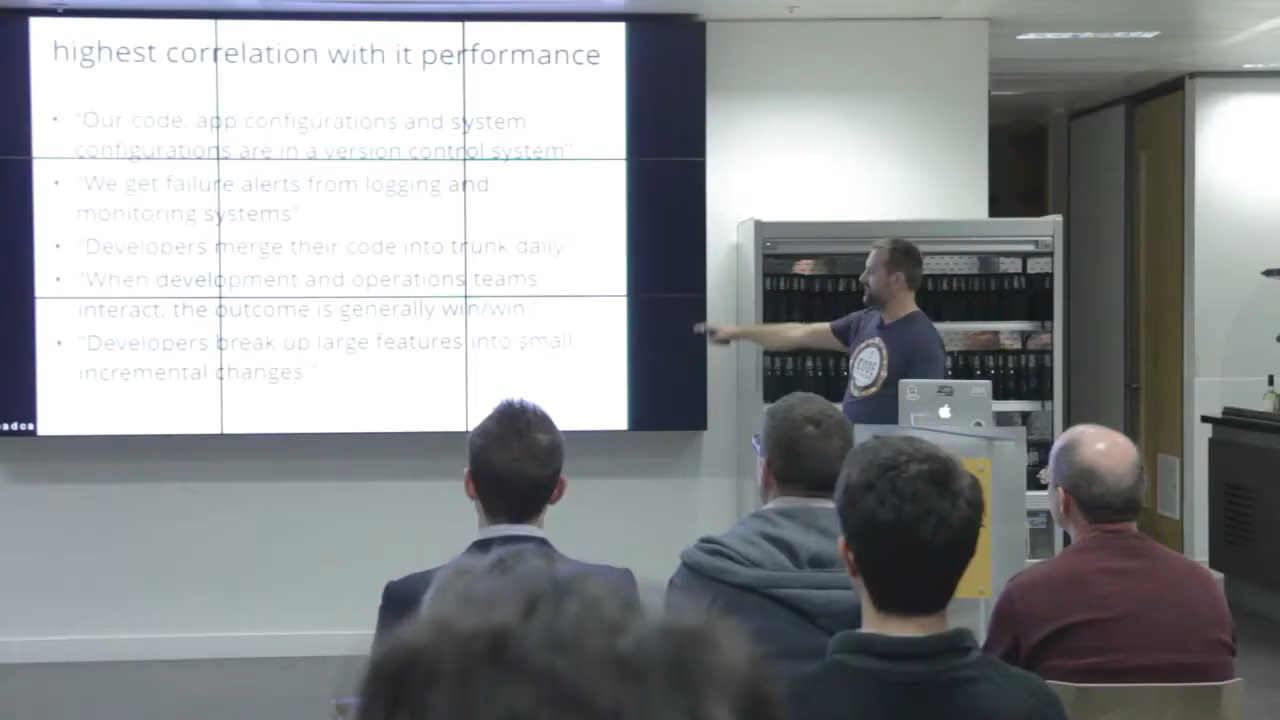 highest correlation with it performance
• "Our code, app configurations and system
configurations are in a version control system"
• "We get failure alerts from logging and
monitoring systems"
• "Developers merge their code into trunk daily"
• "When development and operations teams
interact, the outcome is generally win/win."
• "Developers break up large features into small,
incremental changes."
adca
CODE